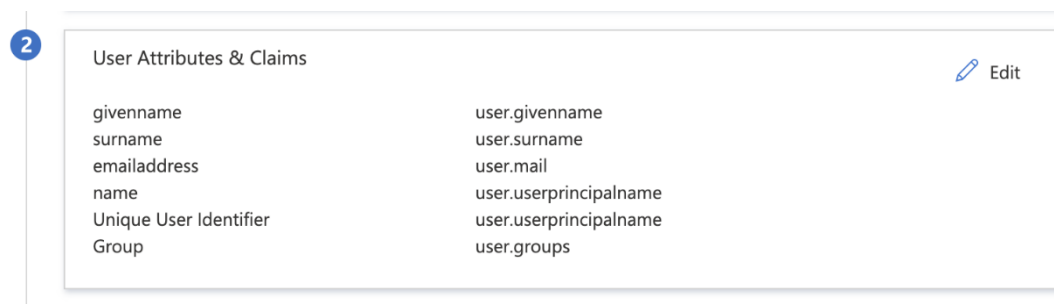 2
User Attributes & Claims
Edit
givenname user.givenname
surname user.surname
emailaddress user.mail
name user.userprincipalname
Unique User Identifier user.userprincipalname
Group user.groups